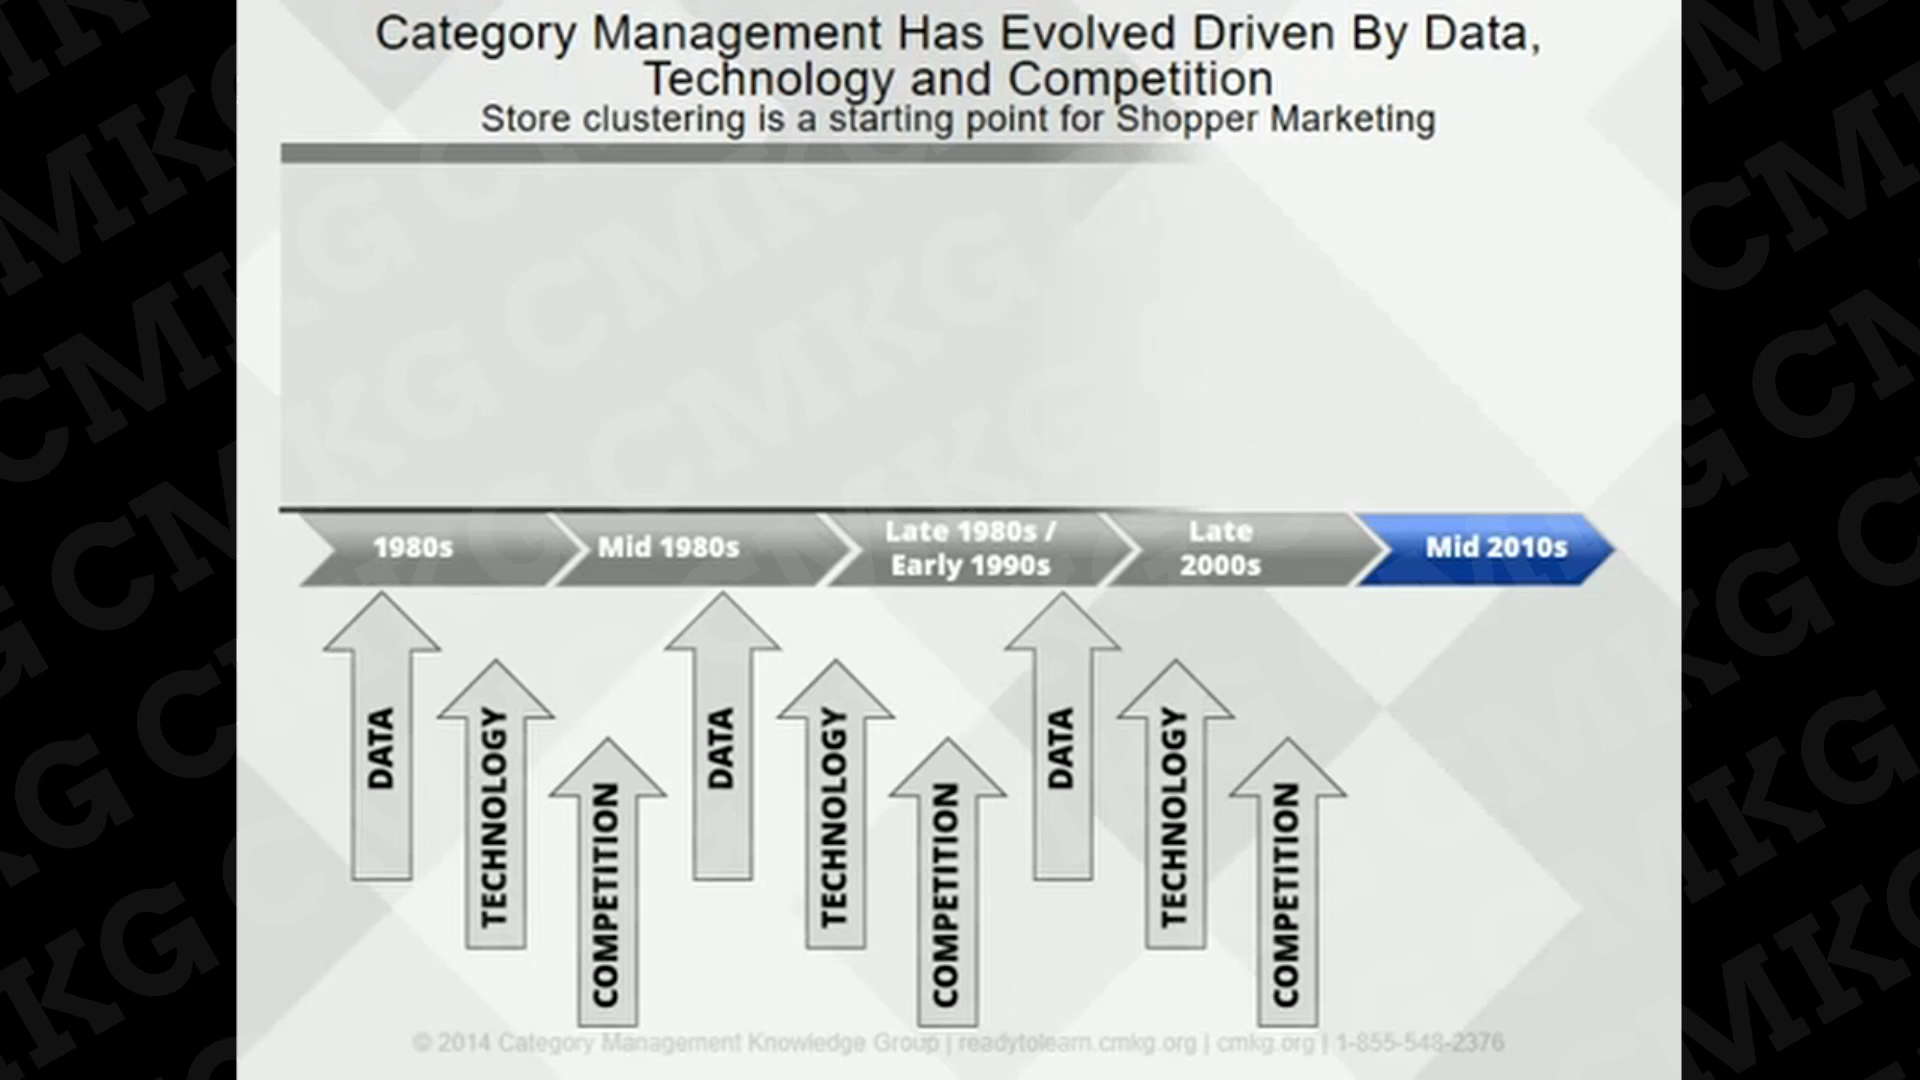 Category Management Has Evolved Driven By Data,
Technology and Competition
Store clustering is a starting point for Shopper Marketing
1980s
Mid 1980s
Late 1980s /
Early 1990s
Late
2000s
Mid 2010s
DATA
TECHNOLOGY
COMPETITION
DATA
TECHNOLOGY
COMPETITION
DATA
TECHNOLOGY
COMPETITION
© 2014 Category Management Knowledge Group | readytolearn.cmkg.org | cmkg.org | 1-855-548-2376